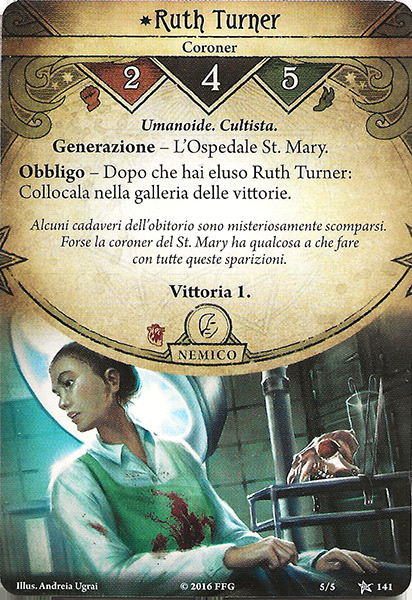 Ruth Turner
Coroner
2 4 5
Umanoide. Cultista.
Generazione – L'Ospedale St. Mary.
Obbligo – Dopo che hai eluso Ruth Turner:
Collocala nella galleria delle vittorie.
Alcuni cadaveri dell'obitorio sono misteriosamente scomparsi.
Forse la coroner del St. Mary ha qualcosa a che fare
con tutte queste sparizioni.
Vittoria 1.
NEMICO
Illus. Andreia Ugrai © 2016 FFG 5/5 141